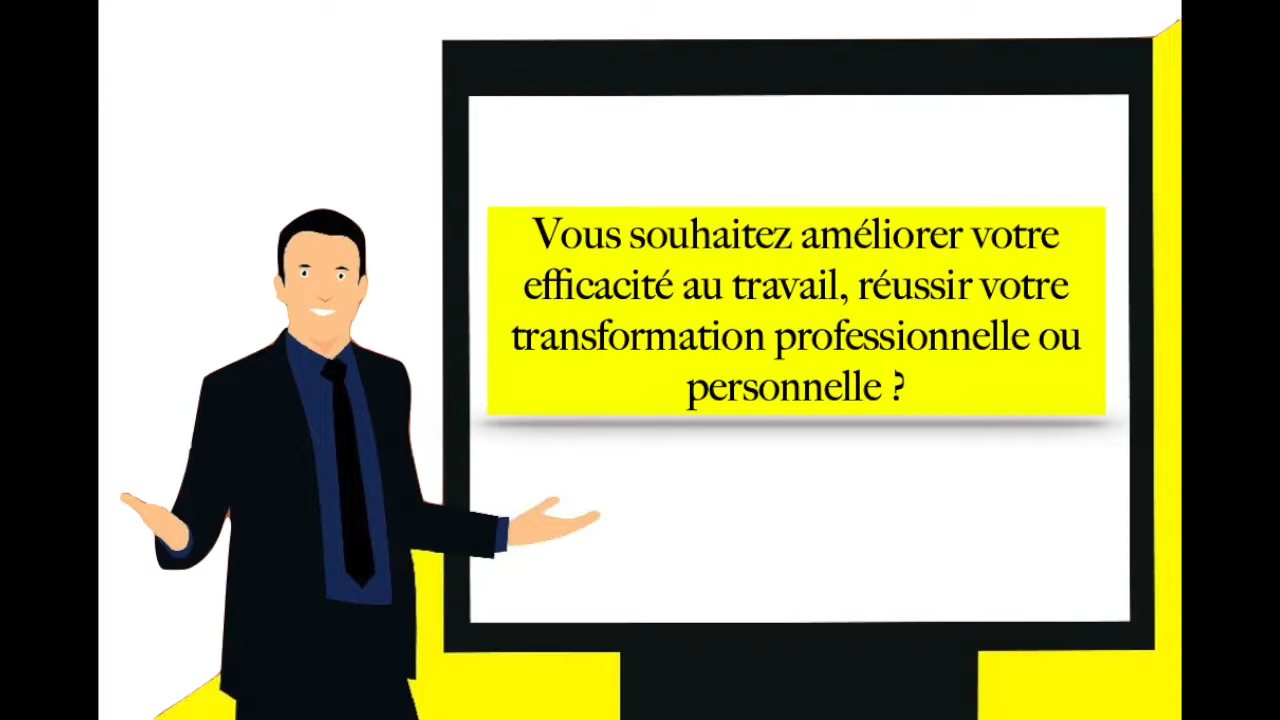 Vous souhaitez améliorer votre
efficacité au travail, réussir votre
transformation professionnelle ou
personnelle ?